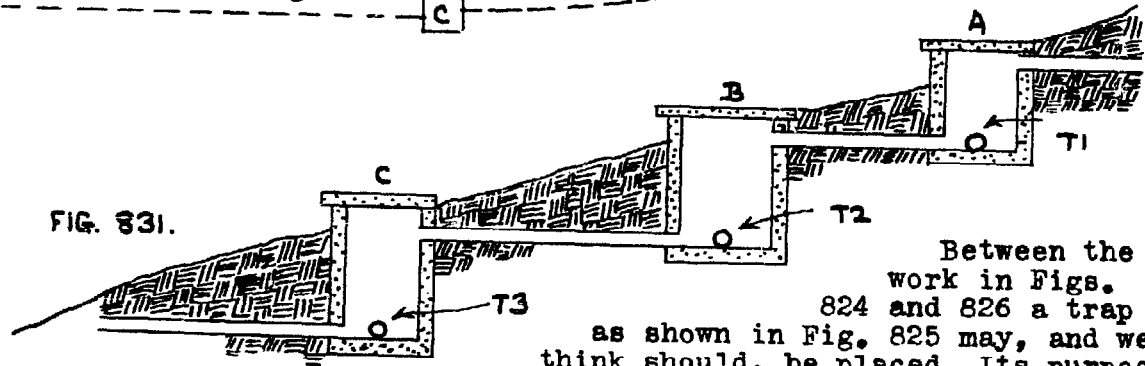 C
A
B
T1
C
T2
FIG. 831.
T3
Between the
work in Figs.
824 and 826 a trap
as shown in Fig. 825 may, and we
think should, be placed. Its purpos